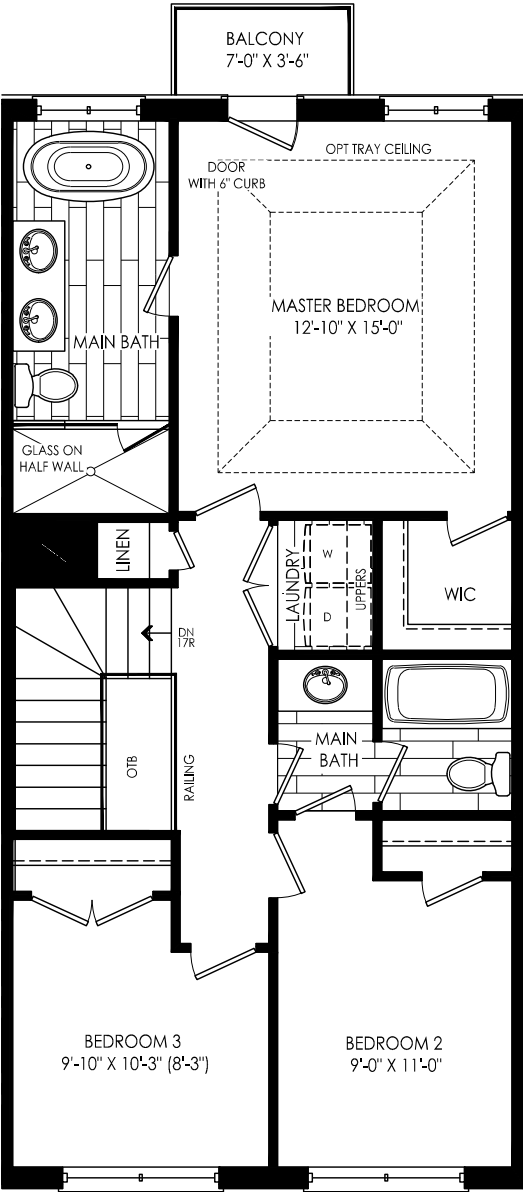 BALCONY
7'-0" X 3'-6"
OPT TRAY CEILING
DOOR
WITH 6" CURB
MASTER BEDROOM
12'-10" X 15'-0"
MAIN BATH
GLASS ON
HALF WALL
LINEN
LAUNDRY
W
D
UPPERS
WIC
DN
17R
OTB
RAILING
MAIN
BATH
BEDROOM 3
9'-10" X 10'-3" (8'-3")
BEDROOM 2
9'-0" X 11'-0"